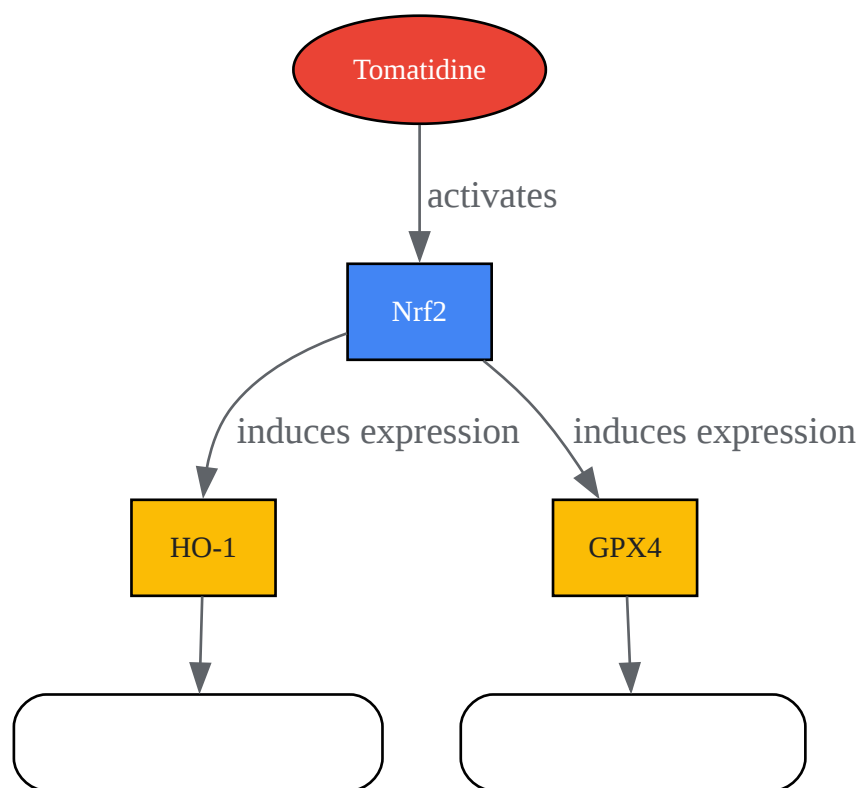 Tomatidine
activates
Nrf2
induces expression
induces expression
HO-1
GPX4